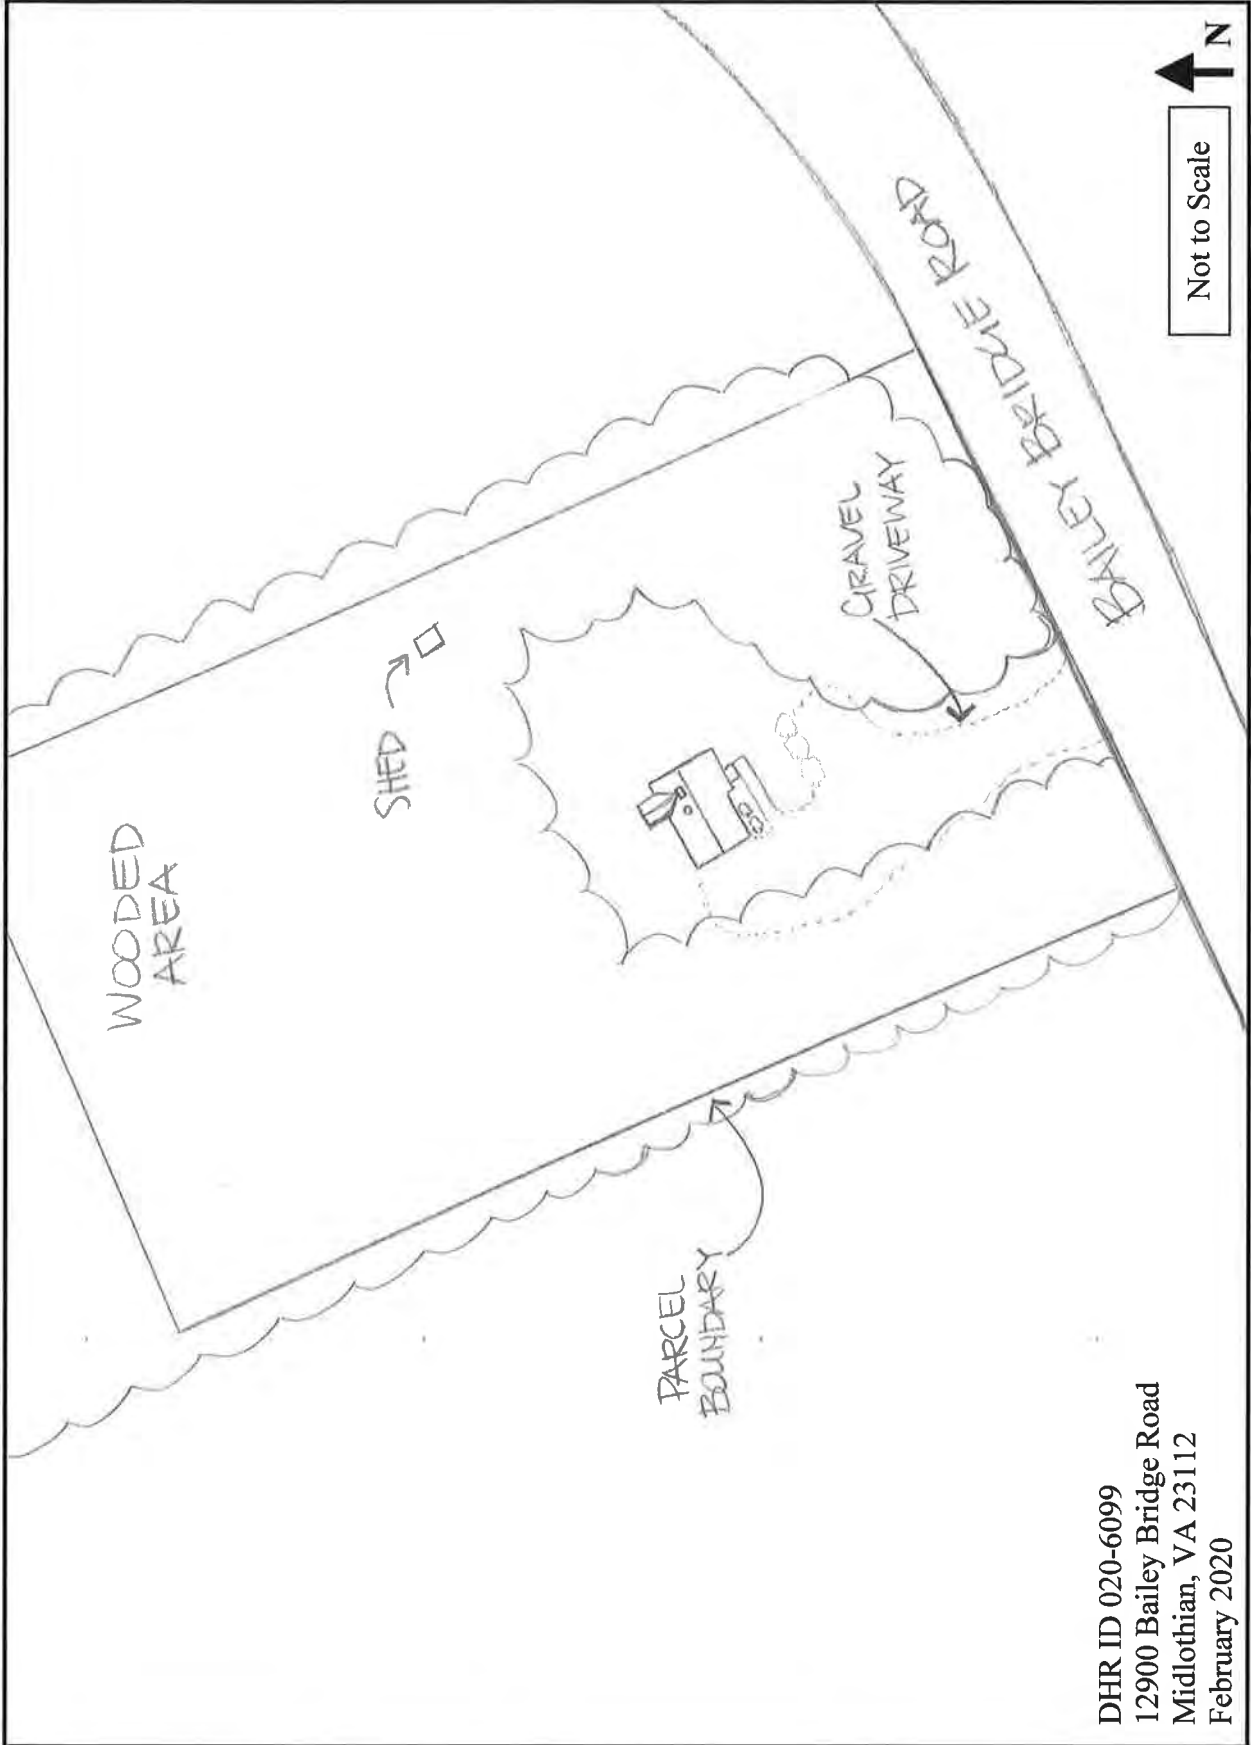 WOODED
AREA
SHED
PARCEL
BOUNDARY
GRAVEL
DRIVEWAY
BAILEY BRIDGE ROAD
DHR ID 020-6099
12900 Bailey Bridge Road
Midlothian, VA 23112
February 2020
Not to Scale
N